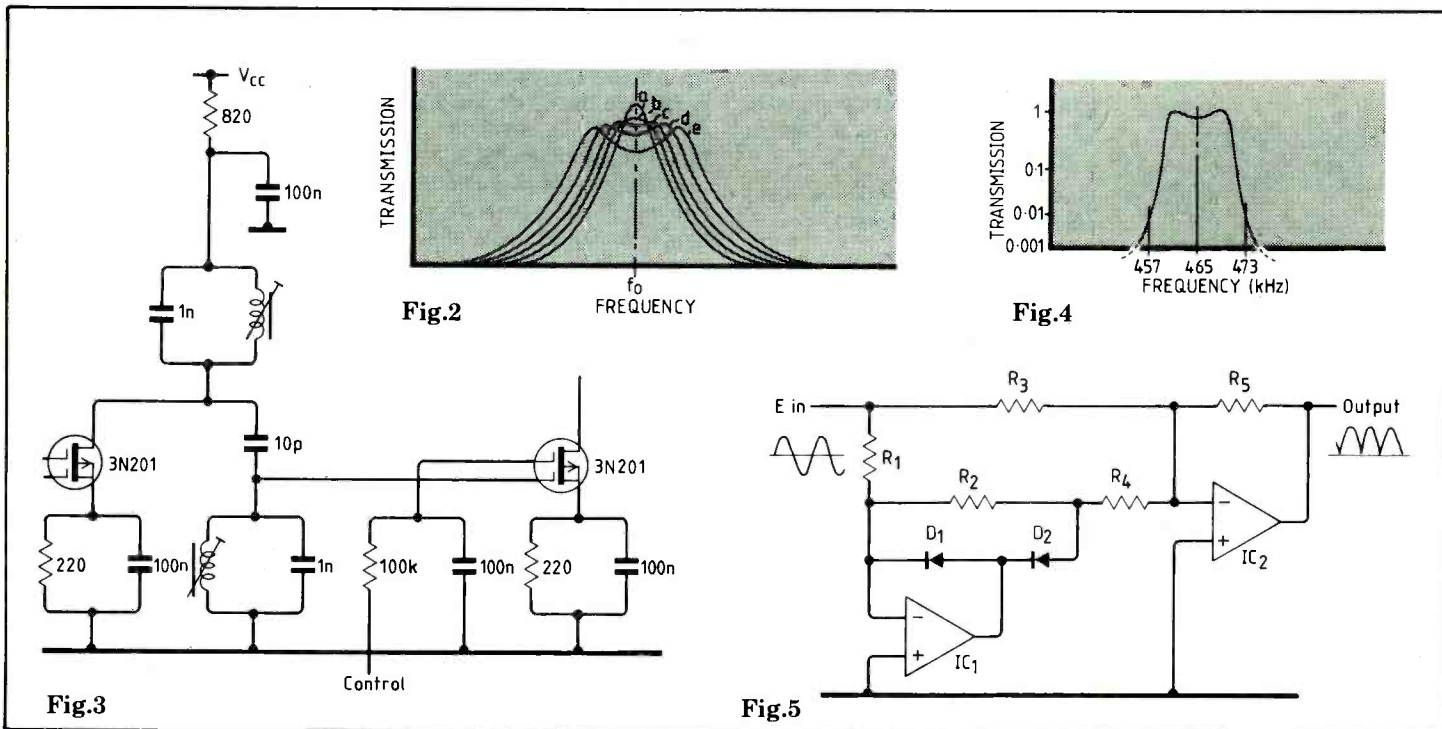 Vcc
820
100n
1n
10p
3N201
3N201
220
100n
1n
100k
100n
220
100n
Control
Fig.3
TRANSMISSION
a
b
c
d
e
fo
FREQUENCY
Fig.2
TRANSMISSION
1
0·1
0·01
0·001
457 465 473
FREQUENCY (kHz)
Fig.4
E in
R3
R5
Output
R1
R2
R4
D1
D2
IC1
IC2
−
+
−
+
Fig.5